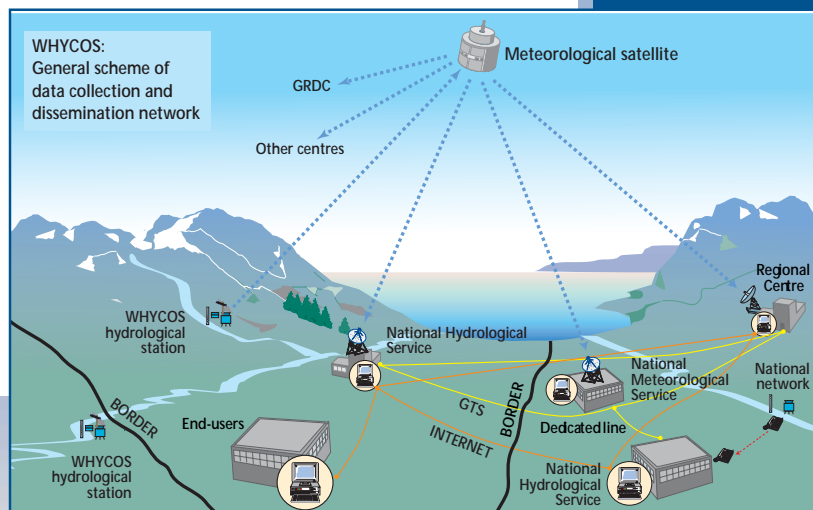 WHYCOS:
General scheme of
data collection and
dissemination network
Meteorological satellite
GRDC
Other centres
Regional
Centre
WHYCOS
hydrological
station
National Hydrological
Service
National
Meteorological
Service
National
network
GTS
BORDER
INTERNET
Dedicated line
BORDER
End-users
WHYCOS
hydrological
station
National
Hydrological
Service